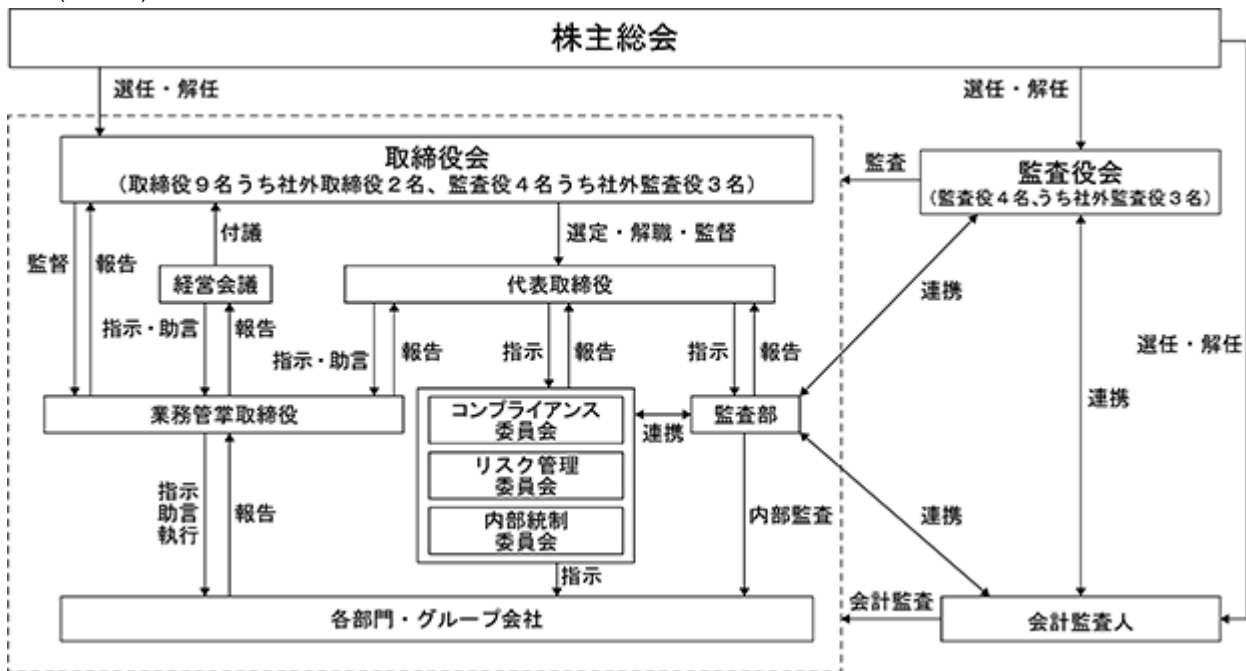 株主総会
選任・解任
選任・解任
取締役会
（取締役９名うち社外取締役２名、監査役４名うち社外監査役３名）
監査
監査役会
（監査役４名、うち社外監査役３名）
監督
報告
付議
選定・解職・監督
経営会議
代表取締役
連携
指示・助言
報告
指示・助言
報告
指示
報告
指示
報告
選任・解任
業務管掌取締役
コンプライアンス
委員会
連携
監査部
連携
リスク管理
委員会
指示
助言
執行
報告
内部統制
委員会
内部監査
連携
指示
各部門・グループ会社
会計監査
会計監査人